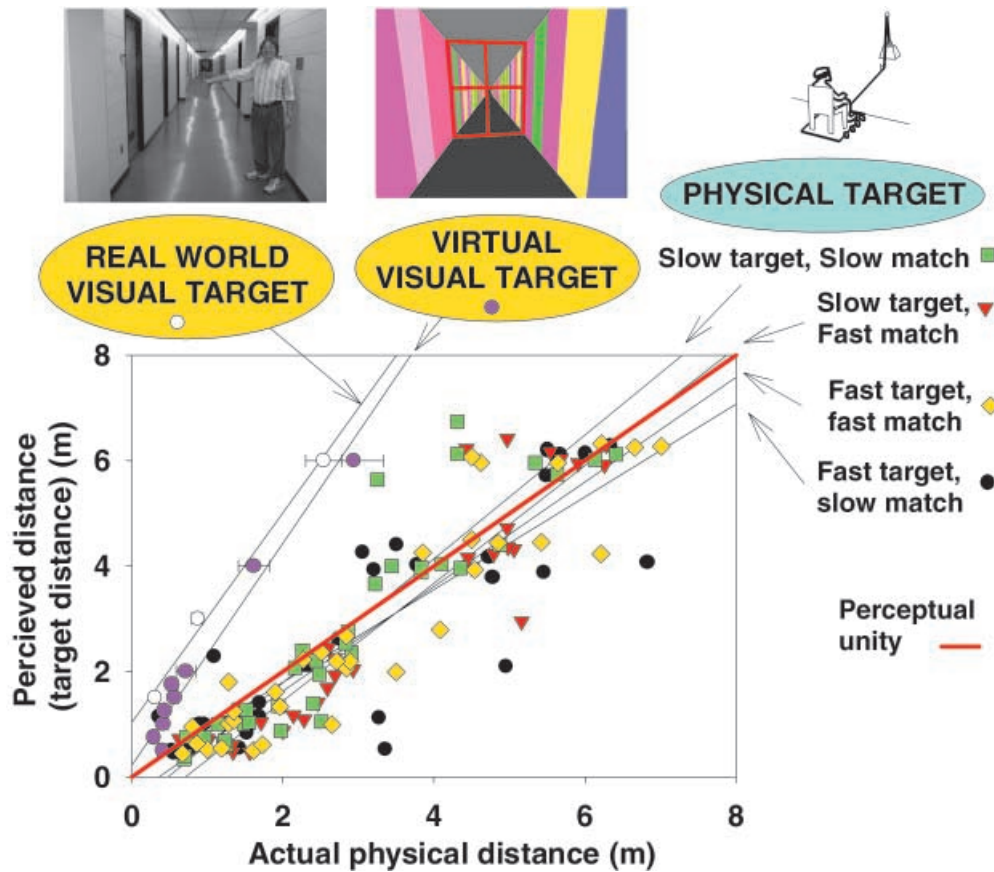 REAL WORLD
VISUAL TARGET
VIRTUAL
VISUAL TARGET
PHYSICAL TARGET
Slow target, Slow match
Slow target,
Fast match
Fast target,
fast match
Fast target,
slow match
Perceptual
unity
Percieved distance
(target distance) (m)
8
6
4
2
0
0 2 4 6 8
Actual physical distance (m)